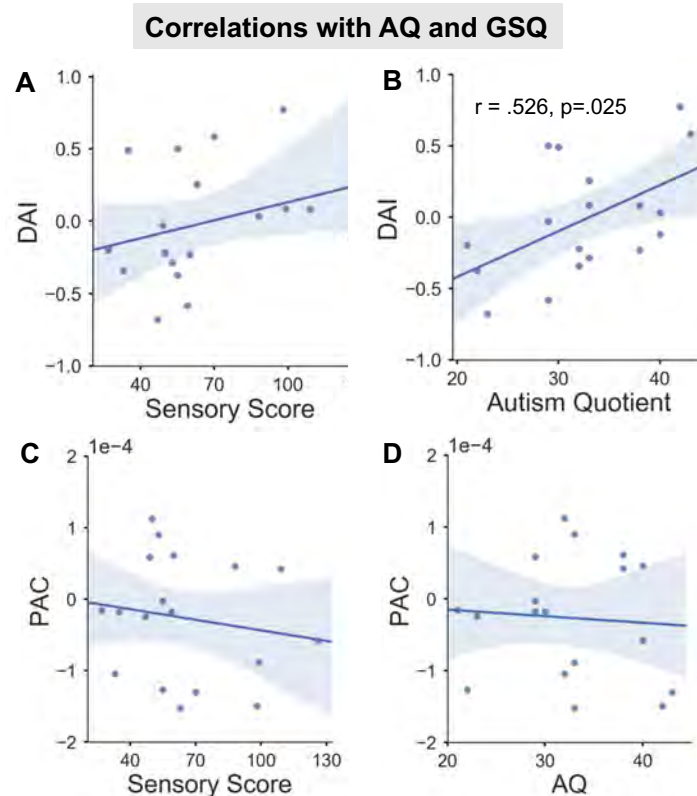 Correlations with AQ and GSQ
A
1.0
0.5
0.0
−0.5
−1.0
DAI
40
70
100
Sensory Score
B
r = .526, p=.025
1.0
0.5
0.0
−0.5
−1.0
DAI
20
30
40
Autism Quotient
C
1e−4
2
1
0
−1
−2
PAC
40
70
100
130
Sensory Score
D
1e−4
2
1
0
−1
−2
PAC
20
30
40
AQ